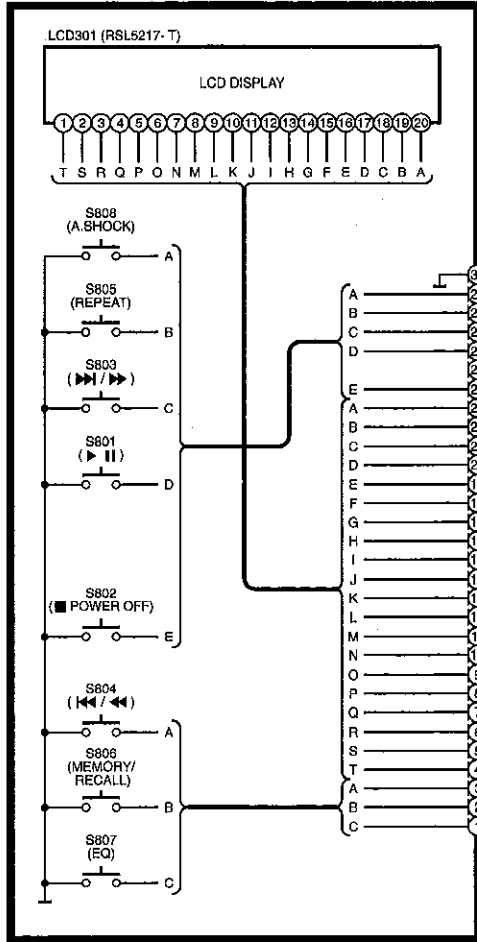 LCD301 (RSL5217-T)
LCD DISPLAY
1 2 3 4 5 6 7 8 9 10 11 12 13 14 15 16 17 18 19 20
T S R Q P O N M L K J I H G F E D C B A
S808
(A.SHOCK)
A
S805
(REPEAT)
B
S803
(▶▶| / ▶▶)
C
S801
(▶ II)
D
S802
(■ POWER OFF)
E
S804
(|◀◀ / ◀◀)
A
S806
(MEMORY/
RECALL)
B
S807
(EQ)
C
A
B
C
D
E
A
B
C
D
E
F
G
H
I
J
K
L
M
N
O
P
Q
R
S
T
A
B
C